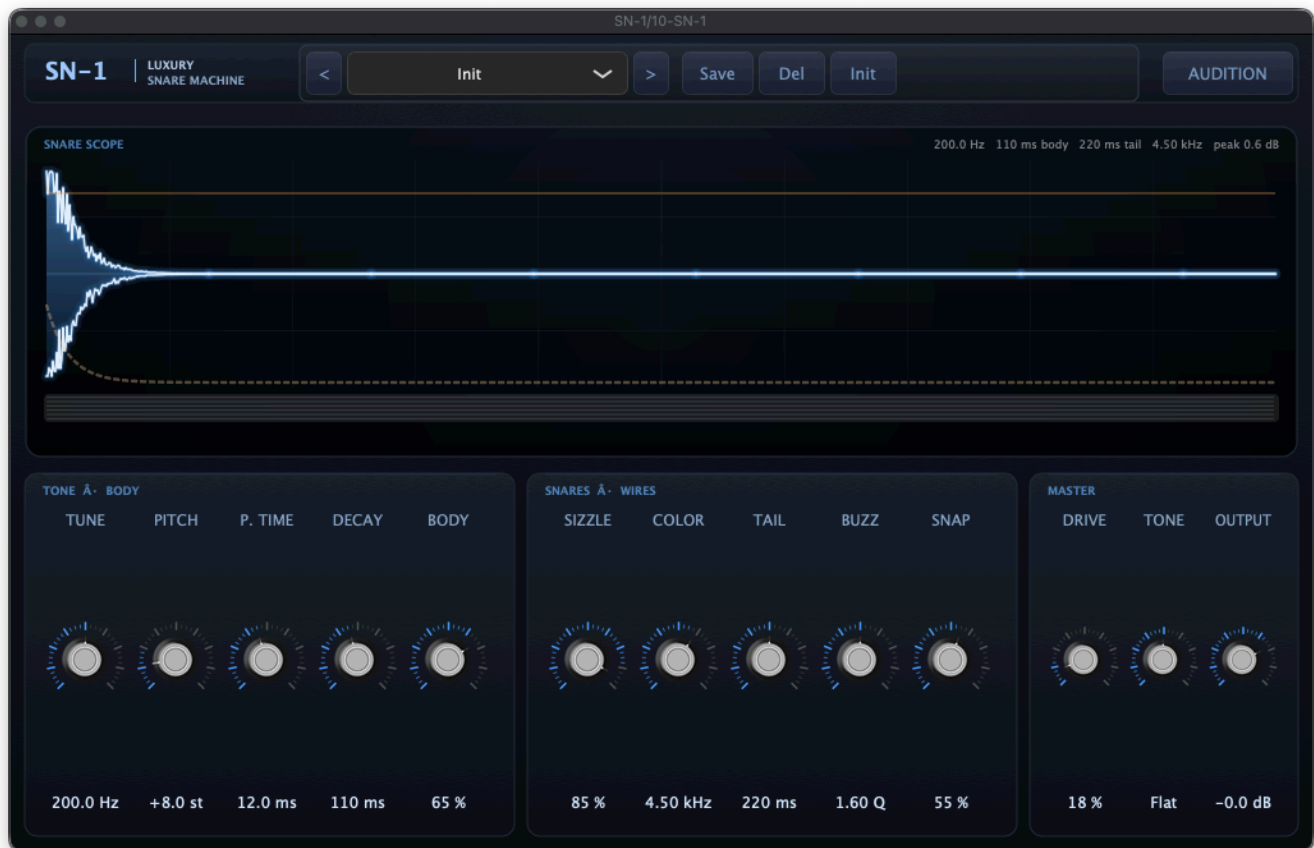 SN-1/10-SN-1
SN-1
LUXURY
SNARE MACHINE
<
Init
>
Save
Del
Init
AUDITION
SNARE SCOPE
200.0 Hz 110 ms body 220 ms tail 4.50 kHz peak 0.6 dB
TONE Â· BODY
TUNE PITCH P. TIME DECAY BODY
200.0 Hz +8.0 st 12.0 ms 110 ms 65 %
SNARES Â· WIRES
SIZZLE COLOR TAIL BUZZ SNAP
85 % 4.50 kHz 220 ms 1.60 Q 55 %
MASTER
DRIVE TONE OUTPUT
18 % Flat -0.0 dB